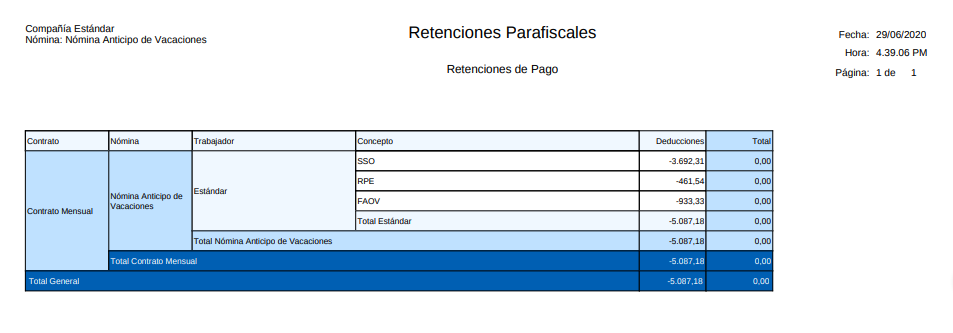 Compañía Estándar
Nómina: Nómina Anticipo de Vacaciones
Retenciones Parafiscales
Retenciones de Pago
Fecha: 29/06/2020
Hora: 4.39.06 PM
Página: 1 de 1
Contrato Nómina Trabajador Concepto Deducciones Total
Contrato Mensual
Nómina Anticipo de
Vacaciones
Estándar
SSO -3.692,31 0,00
RPE -461,54 0,00
FAOV -933,33 0,00
Total Estándar -5.087,18 0,00
Total Nómina Anticipo de Vacaciones -5.087,18 0,00
Total Contrato Mensual -5.087,18 0,00
Total General -5.087,18 0,00